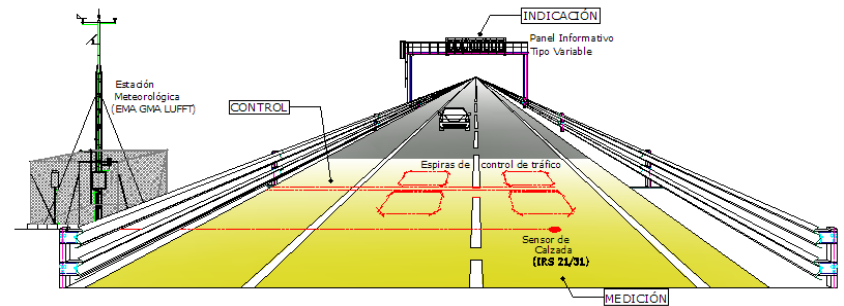 INDICACIÓN
Panel Informativo
Tipo Variable
Estación
Meteorológica
(EMA GMA LUFFT)
CONTROL
Espiras de control de tráfico
Sensor de
Calzada
(IRS 21/31)
MEDICIÓN